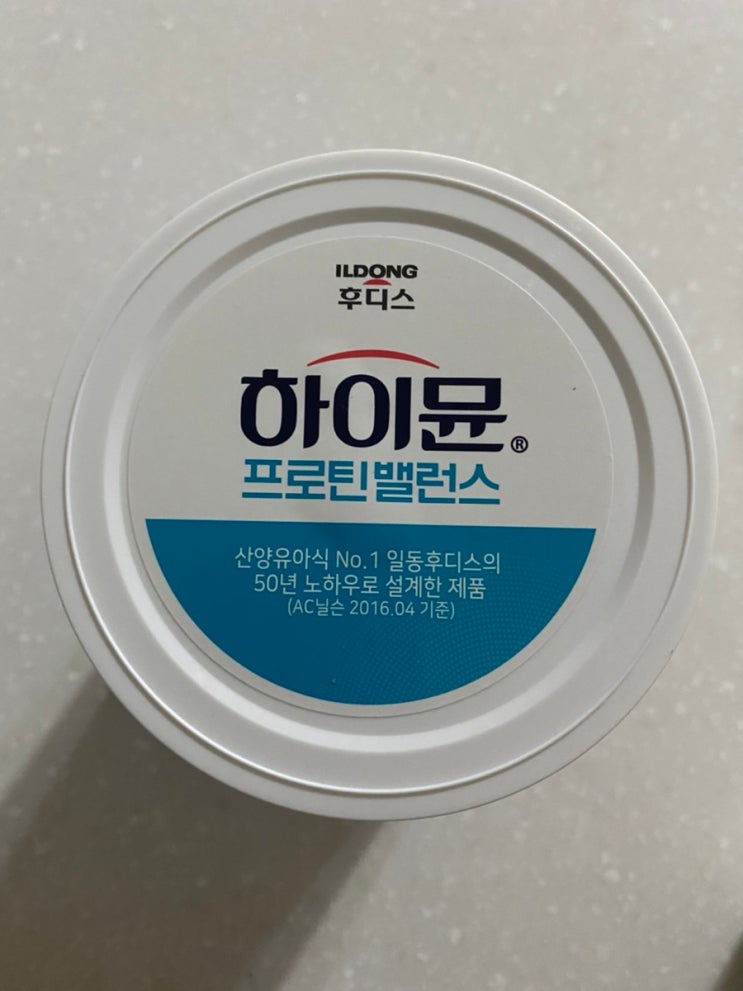 ILDONG
후디스
하이뮨®
프로틴밸런스
산양유아식 No.1 일동후디스의
50년 노하우로 설계한 제품
(AC닐슨 2016.04 기준)